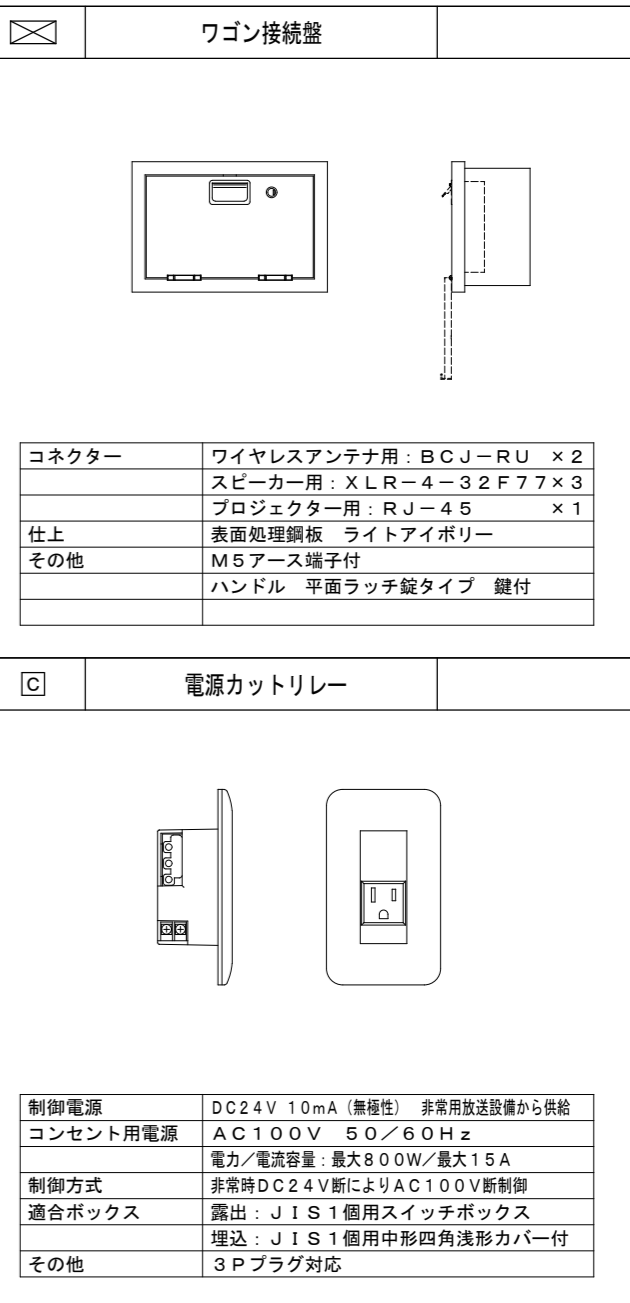 ワゴン接続盤
コネクター ワイヤレスアンテナ用：ＢＣＪ－ＲＵ ×２
スピーカー用：ＸＬＲ－４－３２Ｆ７７×３
プロジェクター用：ＲＪ－４５ ×１
仕上 表面処理鋼板 ライトアイボリー
その他 Ｍ５アース端子付
ハンドル 平面ラッチ錠タイプ 鍵付
C 電源カットリレー
制御電源 ＤＣ２４Ｖ １０ｍＡ（無極性） 非常用放送設備から供給
コンセント用電源 ＡＣ１００Ｖ ５０／６０Ｈｚ
電力／電流容量：最大８００Ｗ／最大１５Ａ
制御方式 非常時ＤＣ２４Ｖ断によりＡＣ１００Ｖ断制御
適合ボックス 露出：ＪＩＳ１個用スイッチボックス
埋込：ＪＩＳ１個用中形四角浅形カバー付
その他 ３Ｐプラグ対応